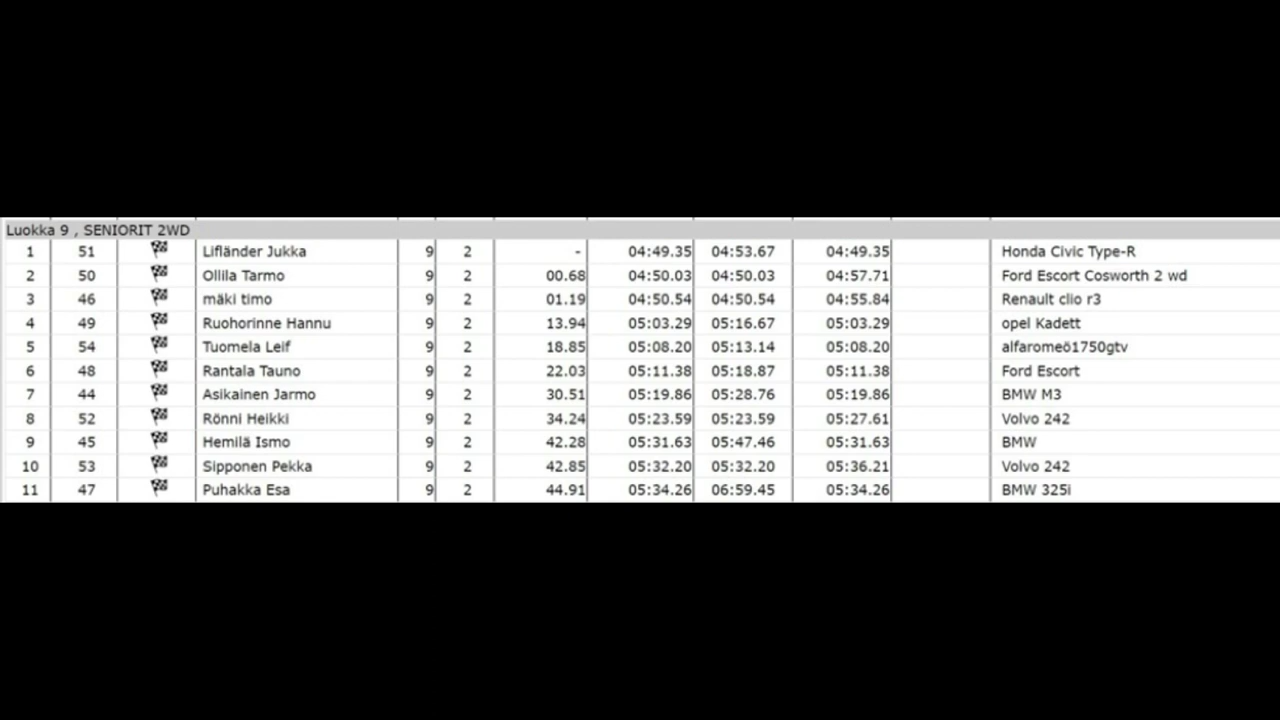 Luokka 9 , SENIORIT 2WD
1 51 Lifländer Jukka 9 2 - 04:49.35 04:53.67 04:49.35 Honda Civic Type-R
2 50 Ollila Tarmo 9 2 00.68 04:50.03 04:50.03 04:57.71 Ford Escort Cosworth 2 wd
3 46 mäki timo 9 2 01.19 04:50.54 04:50.54 04:55.84 Renault clio r3
4 49 Ruohorinne Hannu 9 2 13.94 05:03.29 05:16.67 05:03.29 opel Kadett
5 54 Tuomela Leif 9 2 18.85 05:08.20 05:13.14 05:08.20 alfaromeö1750gtv
6 48 Rantala Tauno 9 2 22.03 05:11.38 05:18.87 05:11.38 Ford Escort
7 44 Asikainen Jarmo 9 2 30.51 05:19.86 05:28.76 05:19.86 BMW M3
8 52 Rönni Heikki 9 2 34.24 05:23.59 05:23.59 05:27.61 Volvo 242
9 45 Hemilä Ismo 9 2 42.28 05:31.63 05:47.46 05:31.63 BMW
10 53 Sipponen Pekka 9 2 42.85 05:32.20 05:32.20 05:36.21 Volvo 242
11 47 Puhakka Esa 9 2 44.91 05:34.26 06:59.45 05:34.26 BMW 325i